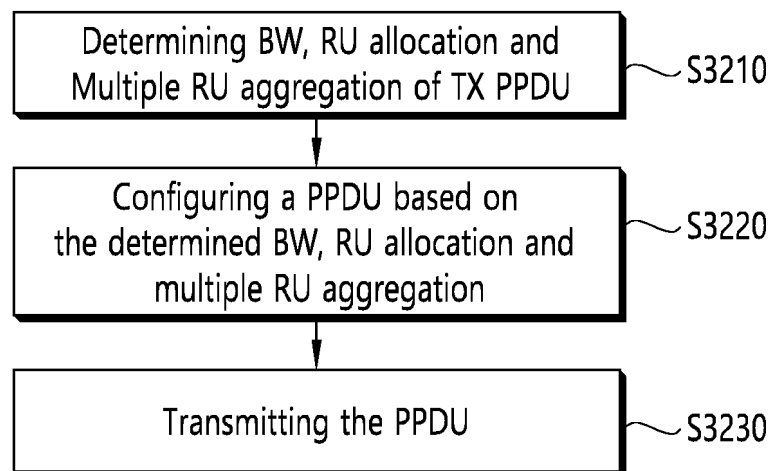 Determining BW, RU allocation and
Multiple RU aggregation of TX PPDU
S3210
Configuring a PPDU based on
the determined BW, RU allocation and
multiple RU aggregation
S3220
Transmitting the PPDU
S3230